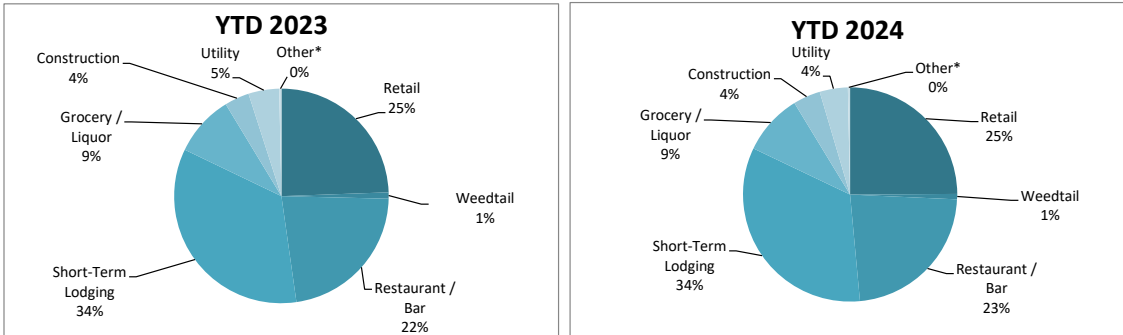 YTD 2023
Construction
4%
Utility
5%
Other*
0%
Retail
25%
Grocery /
Liquor
9%
Weedtail
1%
Short-Term
Lodging
34%
Restaurant /
Bar
22%
YTD 2024
Construction
4%
Utility
4%
Other*
0%
Retail
25%
Grocery /
Liquor
9%
Weedtail
1%
Short-Term
Lodging
34%
Restaurant /
Bar
23%